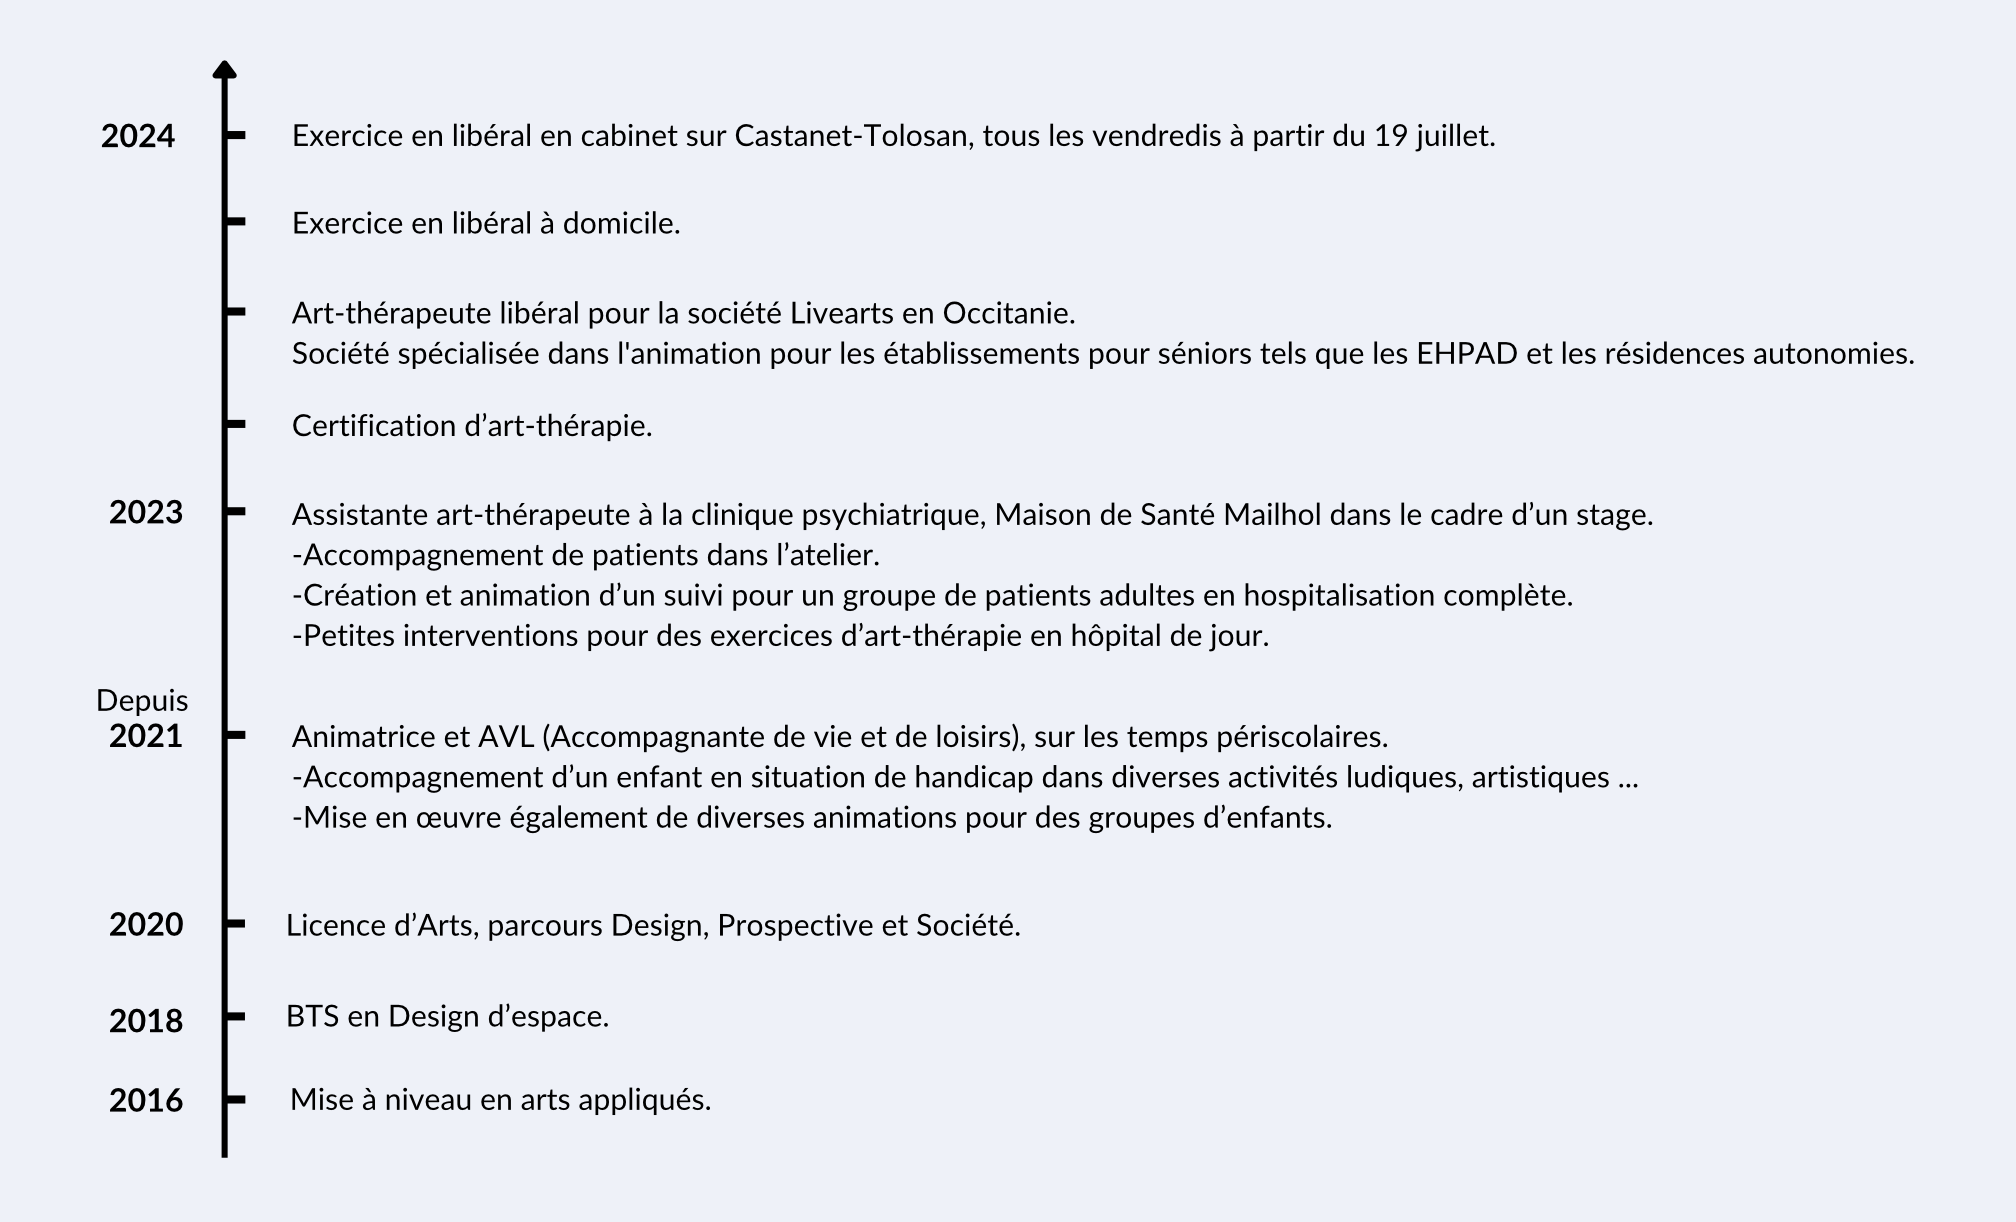 2024 Exercice en libéral en cabinet sur Castanet-Tolosan, tous les vendredis à partir du 19 juillet.
Exercice en libéral à domicile.
Art-thérapeute libéral pour la société Livearts en Occitanie.
Société spécialisée dans l'animation pour les établissements pour séniors tels que les EHPAD et les résidences autonomies.
Certification d’art-thérapie.
2023 Assistante art-thérapeute à la clinique psychiatrique, Maison de Santé Mailhol dans le cadre d’un stage.
-Accompagnement de patients dans l’atelier.
-Création et animation d’un suivi pour un groupe de patients adultes en hospitalisation complète.
-Petites interventions pour des exercices d’art-thérapie en hôpital de jour.
Depuis
2021 Animatrice et AVL (Accompagnante de vie et de loisirs), sur les temps périscolaires.
-Accompagnement d’un enfant en situation de handicap dans diverses activités ludiques, artistiques ...
-Mise en œuvre également de diverses animations pour des groupes d’enfants.
2020 Licence d’Arts, parcours Design, Prospective et Société.
2018 BTS en Design d’espace.
2016 Mise à niveau en arts appliqués.